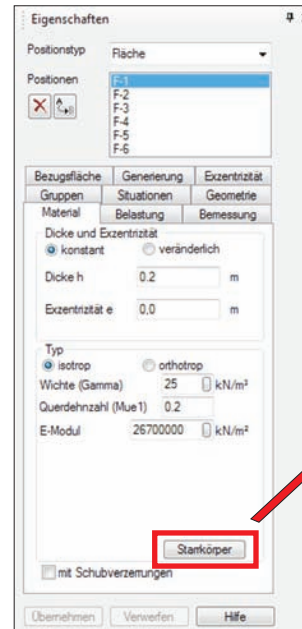 Eigenschaften
Positionstyp Fläche
Positionen F-1
F-2
F-3
F-4
F-5
F-6
Bezugsfläche Generierung Exzentrizität
Gruppen Situationen Geometrie
Material Belastung Bemessung
Dicke und Exzentrizität
konstant veränderlich
Dicke h 0.2 m
Exzentrizität e 0,0 m
Typ
isotrop orthotrop
Wichte (Gamma) 25 kN/m³
Querdehnzahl (Mue1) 0.2
E-Modul 26700000 kN/m²
Starrkörper
mit Schubverzerrungen
Übernehmen Verwerfen Hilfe